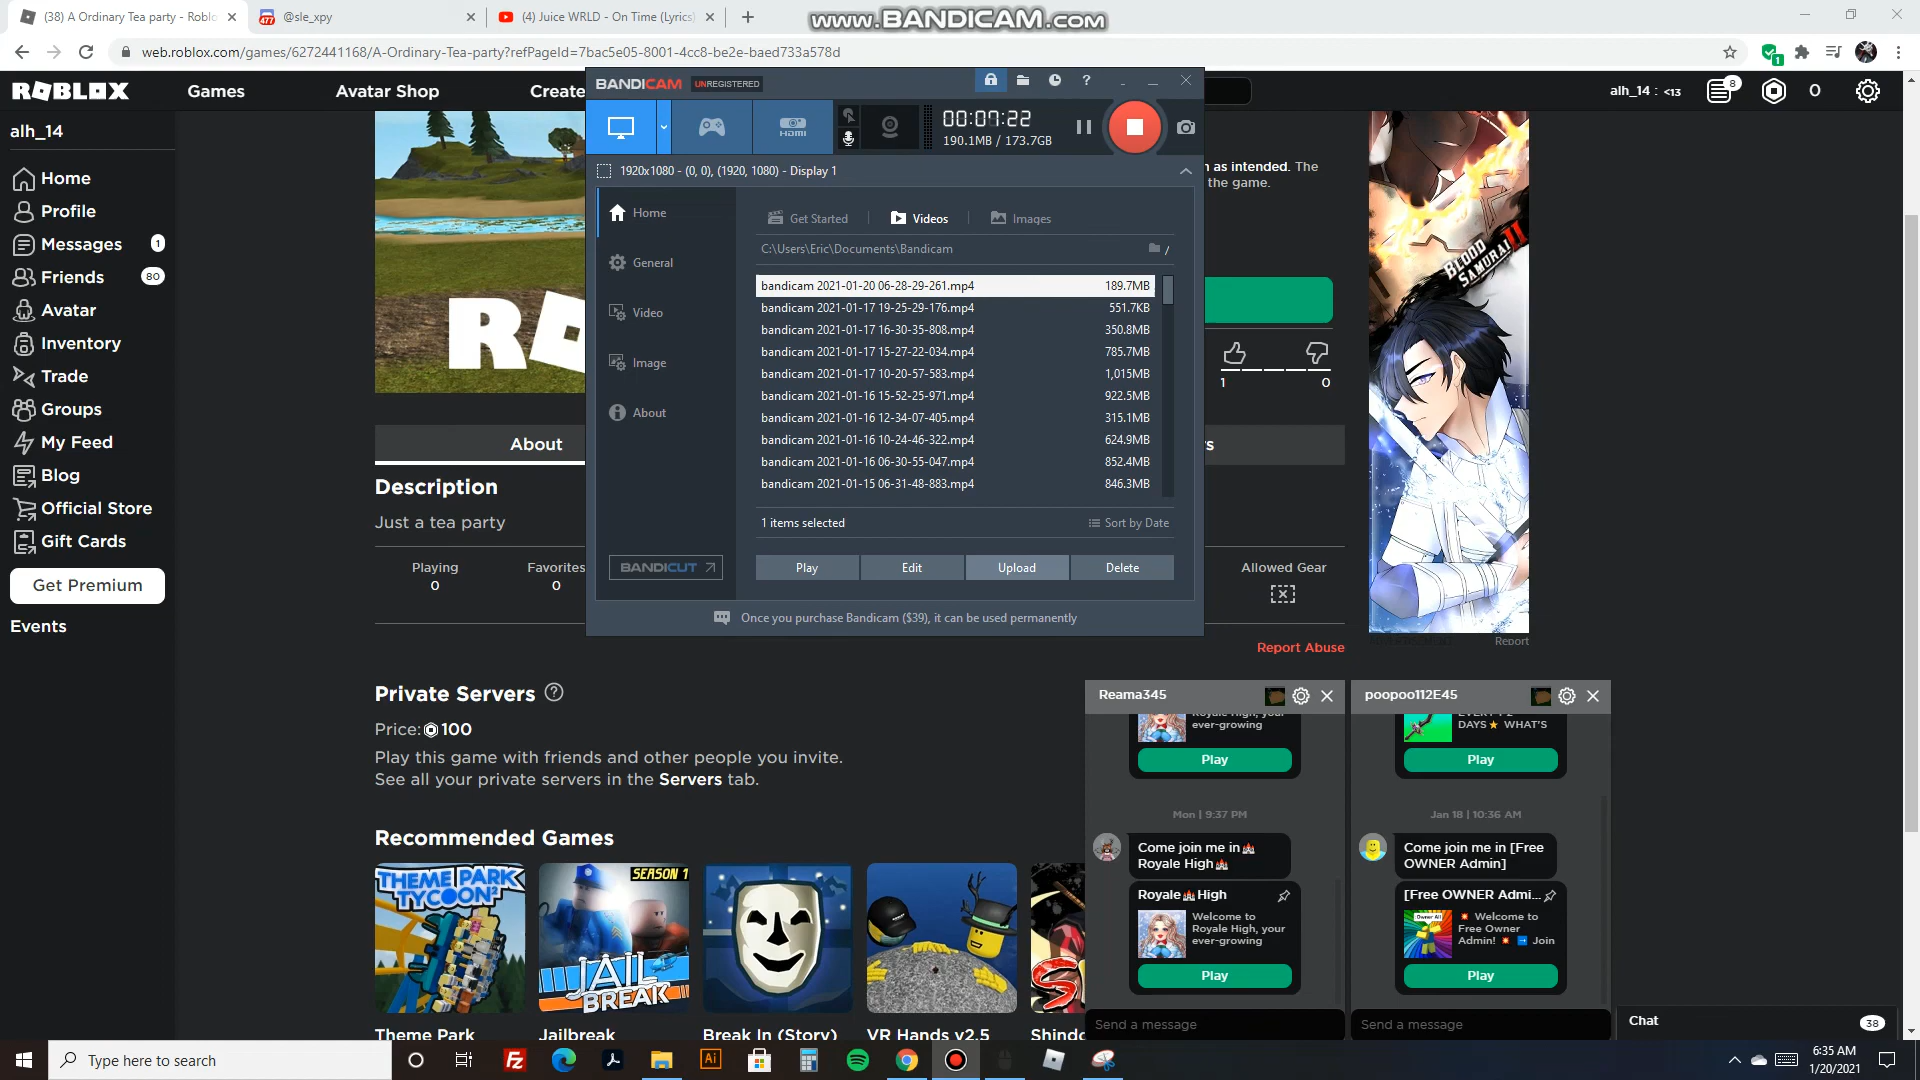 (38) A Ordinary Tea party - Roblo
@sle_xpy
(4) Juice WRLD - On Time (Lyrics)
www.BANDICAM.com
web.roblox.com/games/6272441168/A-Ordinary-Tea-party?refPageId=7bac5e05-8001-4cc8-be2e-baed733a578d
ROBLOX
Games
Avatar Shop
Create
alh_14 : <13
8
0
alh_14
Home
Profile
Messages
1
Friends
80
Avatar
Inventory
Trade
Groups
My Feed
Blog
Official Store
Gift Cards
Get Premium
Events
BANDICAM
UNREGISTERED
HDMI
00:07:22
190.1MB / 173.7GB
1920x1080 - (0, 0), (1920, 1080) - Display 1
Home
General
Video
Image
About
BANDICUT
Get Started
Videos
Images
C:\Users\Eric\Documents\Bandicam
bandicam 2021-01-20 06-28-29-261.mp4 189.7MB
bandicam 2021-01-17 19-25-29-176.mp4 551.7KB
bandicam 2021-01-17 16-30-35-808.mp4 350.8MB
bandicam 2021-01-17 15-27-22-034.mp4 785.7MB
bandicam 2021-01-17 10-20-57-583.mp4 1,015MB
bandicam 2021-01-16 15-52-25-971.mp4 922.5MB
bandicam 2021-01-16 12-34-07-405.mp4 315.1MB
bandicam 2021-01-16 10-24-46-322.mp4 624.9MB
bandicam 2021-01-16 06-30-55-047.mp4 852.4MB
bandicam 2021-01-15 06-31-48-883.mp4 846.3MB
1 items selected
Sort by Date
Play
Edit
Upload
Delete
Once you purchase Bandicam ($39), it can be used permanently
n as intended. The
the game.
1
0
About
s
Description
Just a tea party
Playing
0
Favorites
0
Allowed Gear
Report Abuse
BLOOD
SAMURAI II
Report
Private Servers
Price: 100
Play this game with friends and other people you invite.
See all your private servers in the Servers tab.
Recommended Games
THEME PARK
TYCOON 2
SEASON 1
JAIL
BREAK
Theme Park
Jailbreak
Break In (Story)
VR Hands v2.5
Shindo
Reama345
Royale High, your
ever-growing
Play
Mon | 9:37 PM
Come join me in🏰
Royale High🏰
Royale🏰High
Welcome to
Royale High, your
ever-growing
Play
Send a message
poopoo112E45
DAYS⭐ WHAT'S
Play
Jan 18 | 10:36 AM
Come join me in [Free
OWNER Admin]
[Free OWNER Admi...
💥 Welcome to
Free Owner
Admin! 💥 ➡ Join
Play
Send a message
Chat
38
Type here to search
6:35 AM
1/20/2021